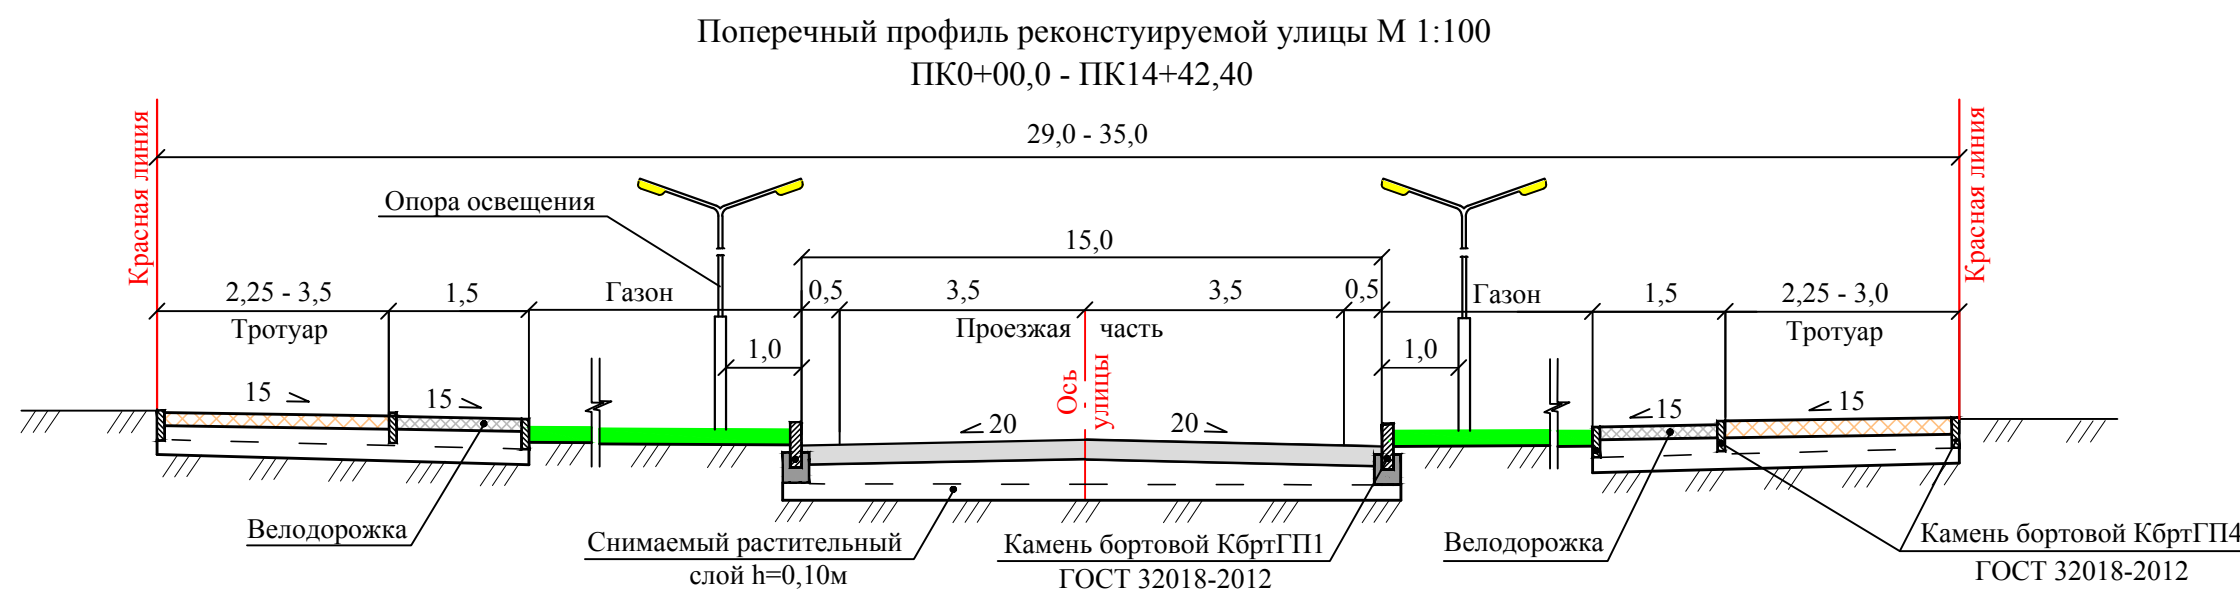 Поперечный профиль реконстуируемой улицы М 1:100
ПК0+00,0 - ПК14+42,40
29,0 - 35,0
Красная линия
Красная линия
Опора освещения
15,0
2,25 - 3,5
1,5
Газон
0,5
3,5
3,5
0,5
Газон
1,5
2,25 - 3,0
Тротуар
Проезжая часть
Тротуар
1,0
1,0
Ось
улицы
15
15
20
20
15
15
Велодорожка
Снимаемый растительный
слой h=0,10м
Камень бортовой КбртГП1
ГОСТ 32018-2012
Велодорожка
Камень бортовой КбртГП4
ГОСТ 32018-2012